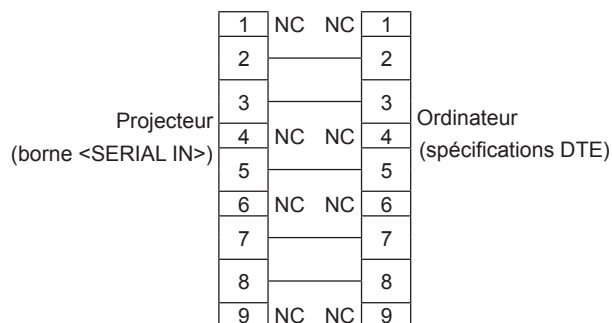 1 NC NC 1
2 2
3 3
Projecteur
(borne <SERIAL IN>)
4 NC NC 4
Ordinateur
(spécifications DTE)
5 5
6 NC NC 6
7 7
8 8
9 NC NC 9